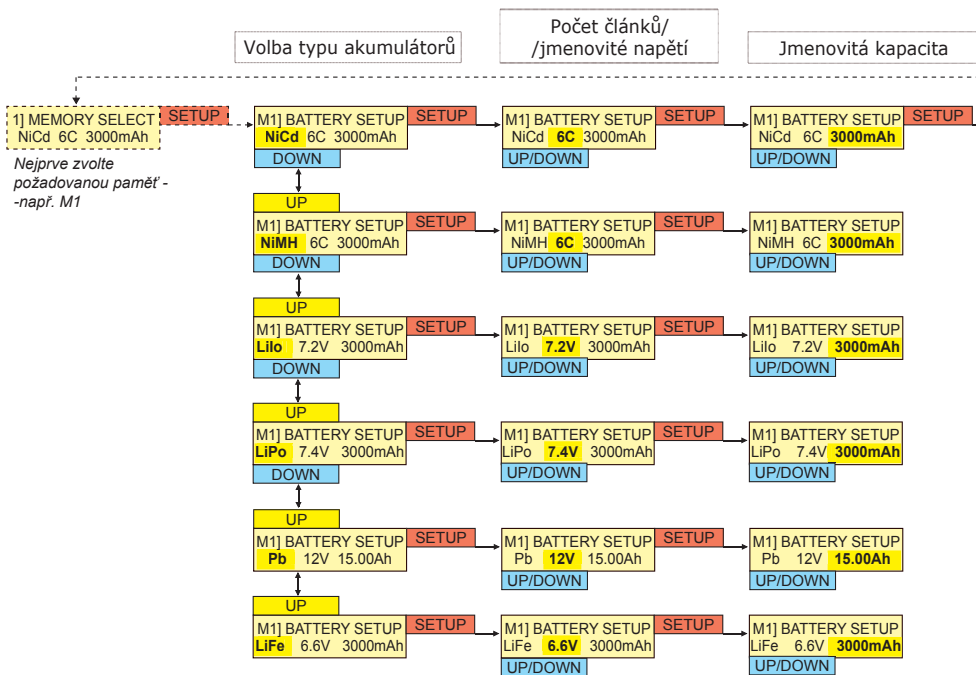 Volba typu akumulátorů
Počet článků/
/jmenovité napětí
Jmenovitá kapacita
1] MEMORY SELECT
NiCd 6C 3000mAh
SETUP
Nejprve zvolte
požadovanou paměť -
-např. M1
M1] BATTERY SETUP
NiCd 6C 3000mAh
SETUP
DOWN
M1] BATTERY SETUP
NiCd 6C 3000mAh
SETUP
UP/DOWN
M1] BATTERY SETUP
NiCd 6C 3000mAh
SETUP
UP/DOWN
UP
M1] BATTERY SETUP
NiMH 6C 3000mAh
SETUP
DOWN
M1] BATTERY SETUP
NiMH 6C 3000mAh
SETUP
UP/DOWN
M1] BATTERY SETUP
NiMH 6C 3000mAh
UP/DOWN
UP
M1] BATTERY SETUP
LiIo 7.2V 3000mAh
SETUP
DOWN
M1] BATTERY SETUP
LiIo 7.2V 3000mAh
SETUP
UP/DOWN
M1] BATTERY SETUP
LiIo 7.2V 3000mAh
UP/DOWN
UP
M1] BATTERY SETUP
LiPo 7.4V 3000mAh
SETUP
DOWN
M1] BATTERY SETUP
LiPo 7.4V 3000mAh
SETUP
UP/DOWN
M1] BATTERY SETUP
LiPo 7.4V 3000mAh
UP/DOWN
UP
M1] BATTERY SETUP
Pb 12V 15.00Ah
SETUP
M1] BATTERY SETUP
Pb 12V 15.00Ah
SETUP
UP/DOWN
M1] BATTERY SETUP
Pb 12V 15.00Ah
UP/DOWN
UP
M1] BATTERY SETUP
LiFe 6.6V 3000mAh
SETUP
M1] BATTERY SETUP
LiFe 6.6V 3000mAh
SETUP
UP/DOWN
M1] BATTERY SETUP
LiFe 6.6V 3000mAh
UP/DOWN